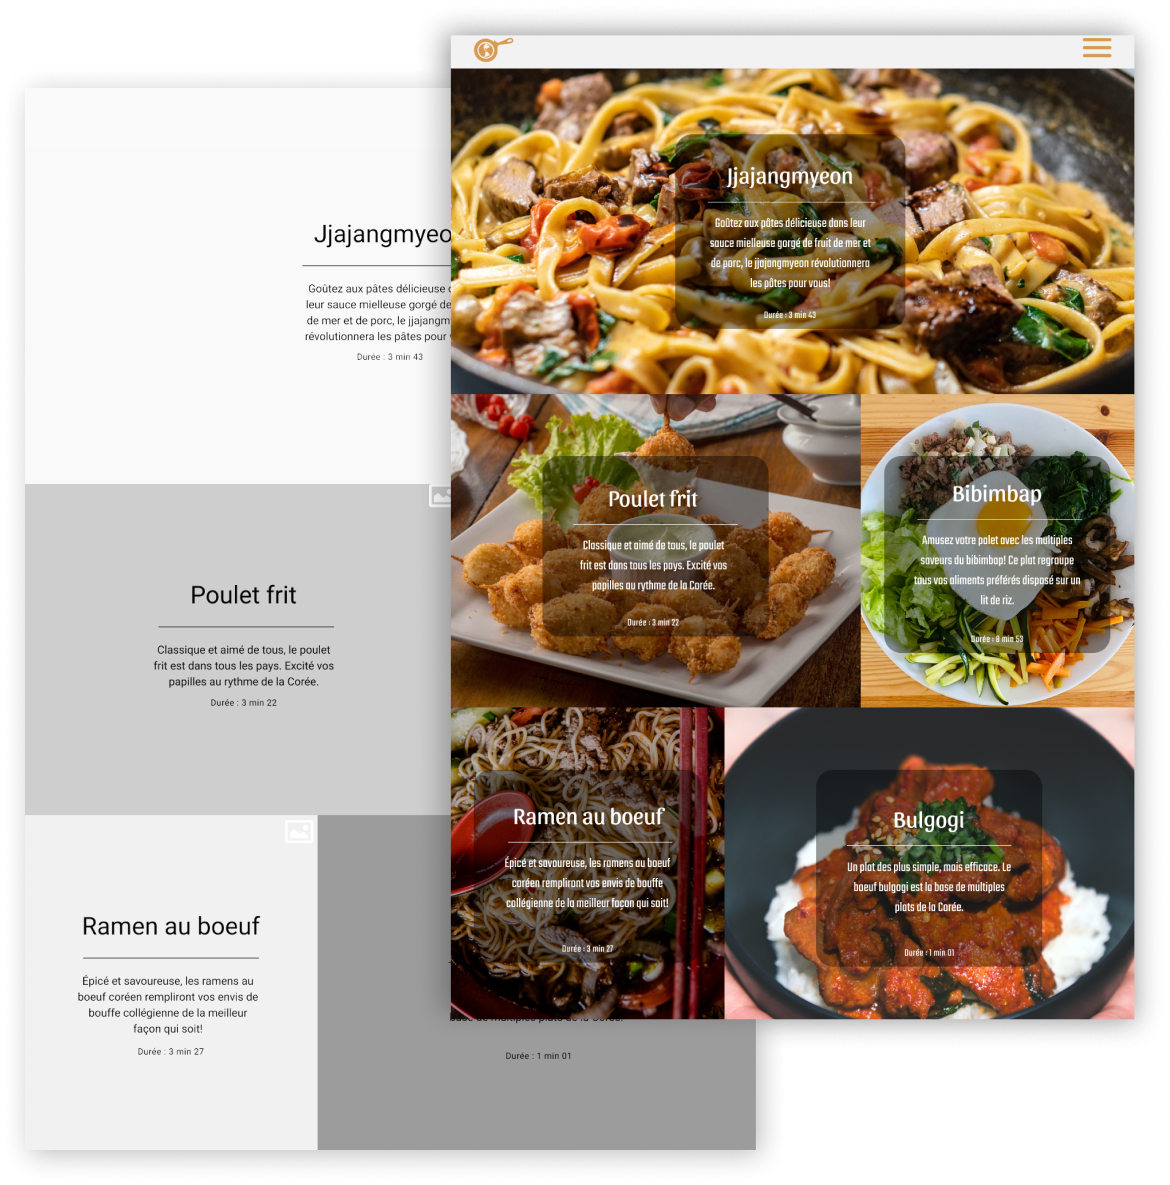 Jjajangmyeo
Goûtez aux pâtes délicieuse
leur sauce mielleuse gorgé de
de mer et de porc, le jjajangm
révolutionnera les pâtes pour
Durée : 3 min 43
Poulet frit
Classique et aimé de tous, le poulet
frit est dans tous les pays. Excité vos
papilles au rythme de la Corée.
Durée : 3 min 22
Ramen au boeuf
Épicé et savoureuse, les ramens au
boeuf coréen rempliront vos envis de
bouffe collégienne de la meilleur
façon qui soit!
Durée : 3 min 27
base de multiples plats de la Corée.
Durée : 1 min 01
Jjajangmyeon
Goûtez aux pâtes délicieuse dans leur
sauce mielleuse gorgé de fruit de mer et
de porc, le jjajangmyeon révolutionnera
les pâtes pour vous!
Durée : 3 min 43
Poulet frit
Classique et aimé de tous, le poulet
frit est dans tous les pays. Excité vos
papilles au rythme de la Corée.
Durée : 3 min 22
Bibimbap
Amusez votre palet avec les multiples
saveurs du bibimbap! Ce plat regroupe
tous vos aliments préférés disposé sur un
lit de riz.
Durée : 8 min 53
Ramen au boeuf
Épicé et savoureuse, les ramens au boeuf
coréen rempliront vos envis de bouffe
collégienne de la meilleur façon qui soit!
Durée : 3 min 27
Bulgogi
Un plat des plus simple, mais efficace. Le
boeuf bulgogi est la base de multiples
plats de la Corée.
Durée : 1 min 01